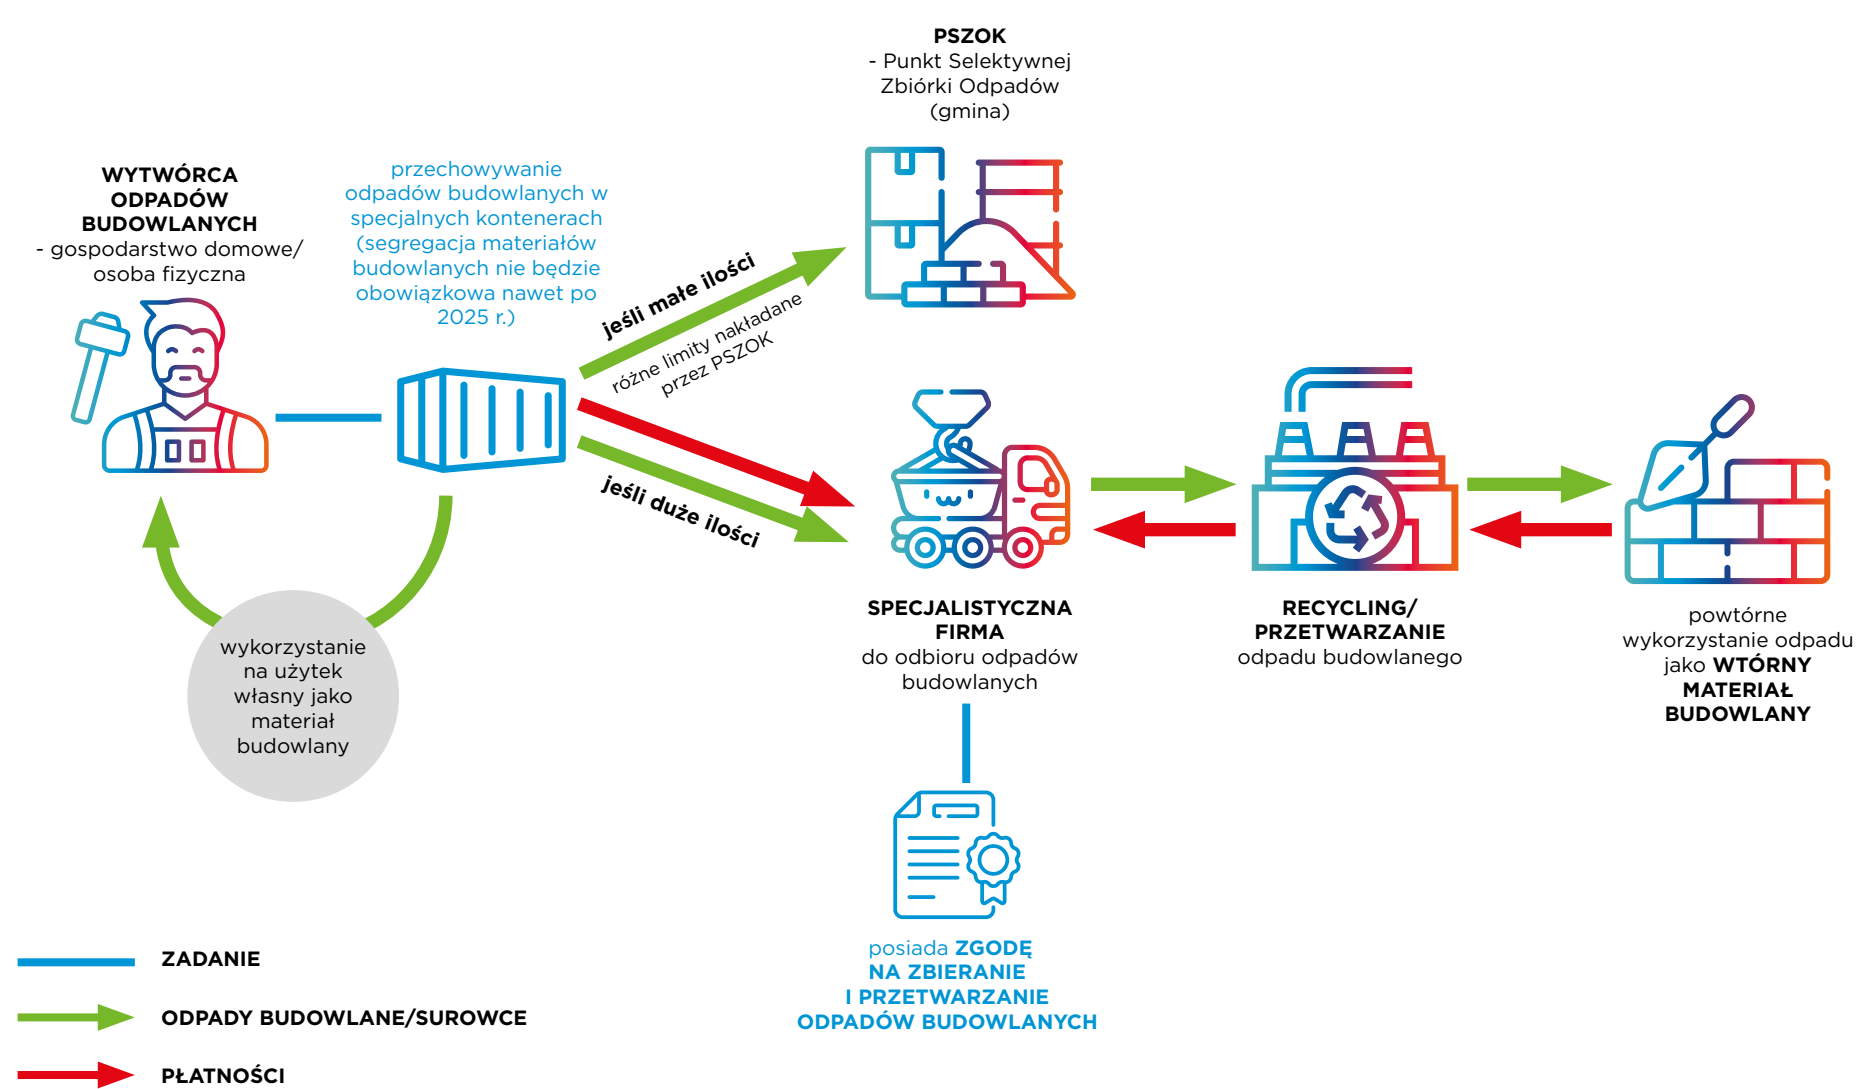 PSZOK
- Punkt Selektywnej
Zbiórki Odpadów
(gmina)
WYTWÓRCA
ODPADÓW
BUDOWLANYCH
- gospodarstwo domowe/
osoba fizyczna
przechowywanie
odpadów budowlanych w
specjalnych kontenerach
(segregacja materiałów
budowlanych nie będzie
obowiązkowa nawet po
2025 r.)
jeśli małe ilości
różne limity nakładane
przez PSZOK
jeśli duże ilości
wykorzystanie
na użytek
własny jako
materiał
budowlany
SPECJALISTYCZNA
FIRMA
do odbioru odpadów
budowlanych
RECYCLING/
PRZETWARZANIE
odpadu budowlanego
powtórne
wykorzystanie odpadu
jako WTÓRNY
MATERIAŁ
BUDOWLANY
posiada ZGODĘ
NA ZBIERANIE
I PRZETWARZANIE
ODPADÓW BUDOWLANYCH
ZADANIE
ODPADY BUDOWLANE/SUROWCE
PŁATNOŚCI